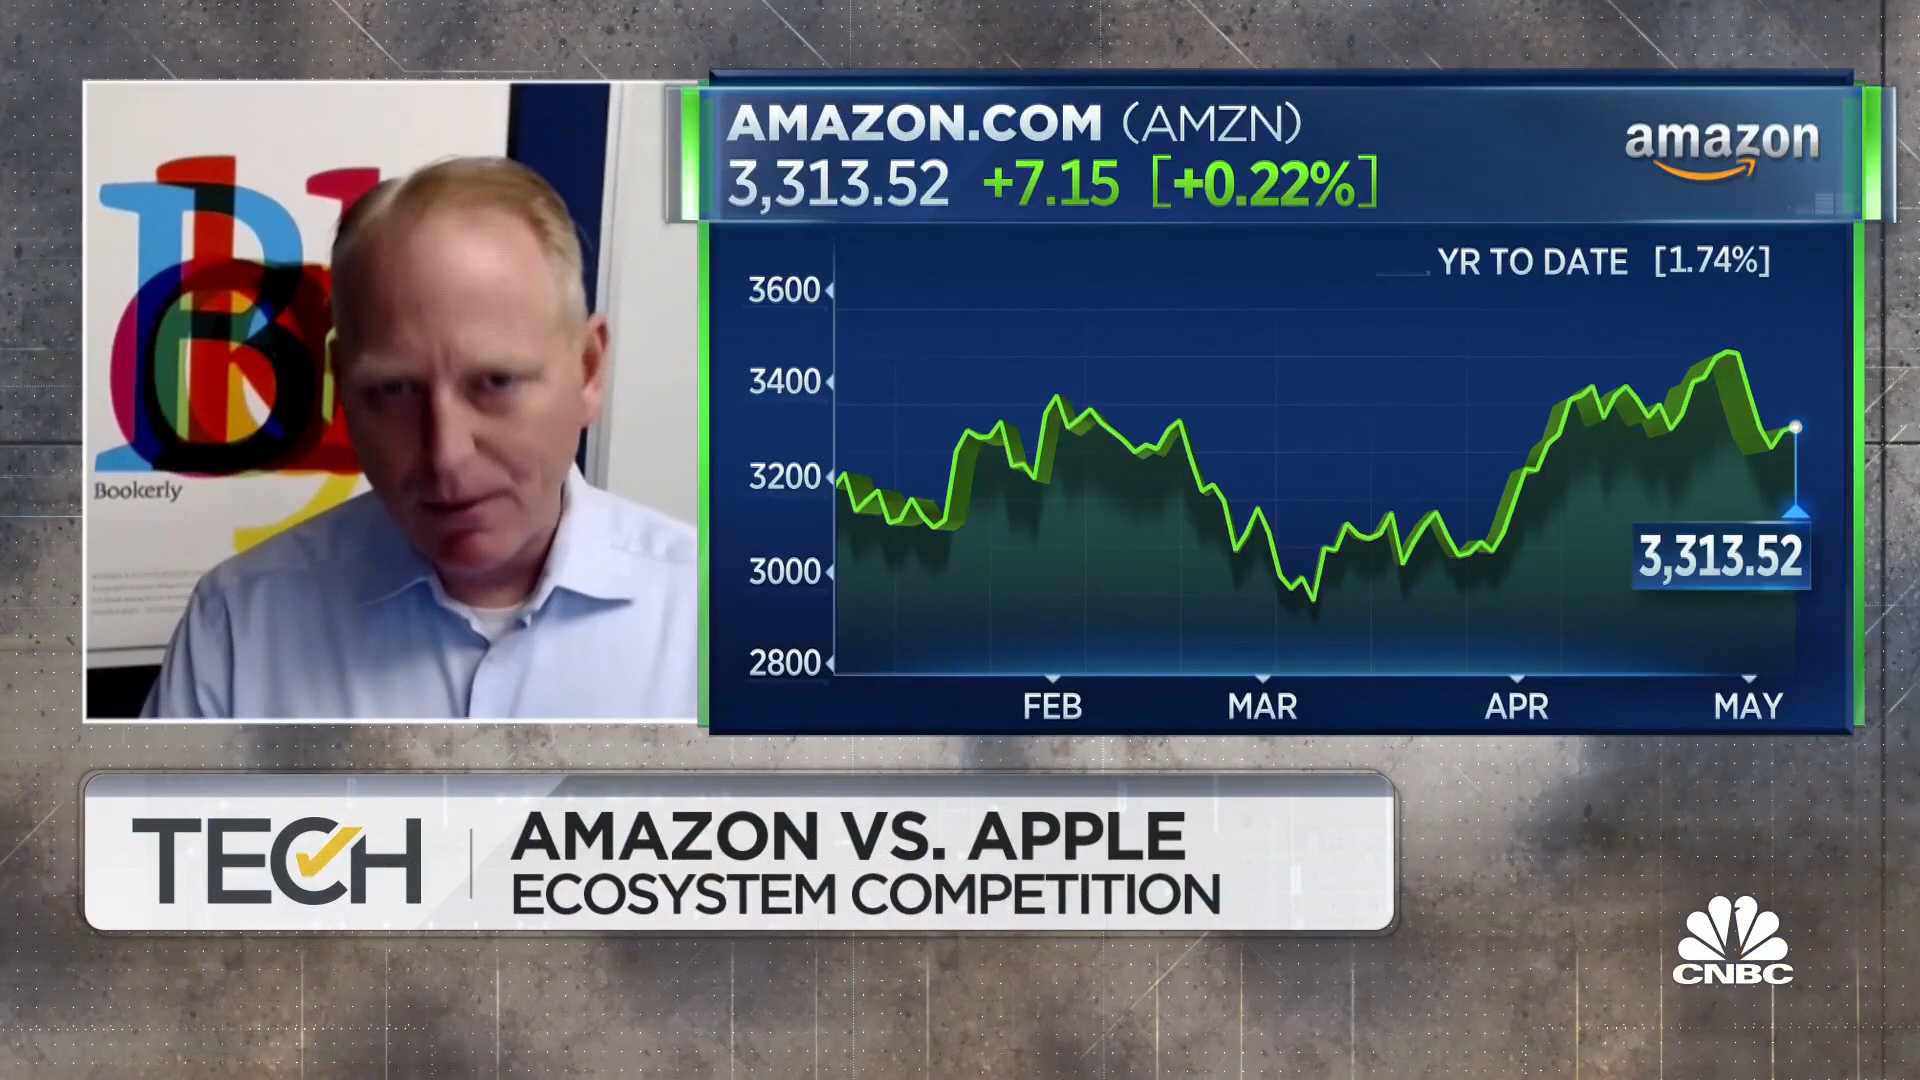 AMAZON.COM (AMZN)
3,313.52 +7.15 [+0.22%]
amazon
YR TO DATE [1.74%]
3600
3400
3200
3000
2800
3,313.52
FEB MAR APR MAY
Bookerly
TECH
AMAZON VS. APPLE
ECOSYSTEM COMPETITION
CNBC